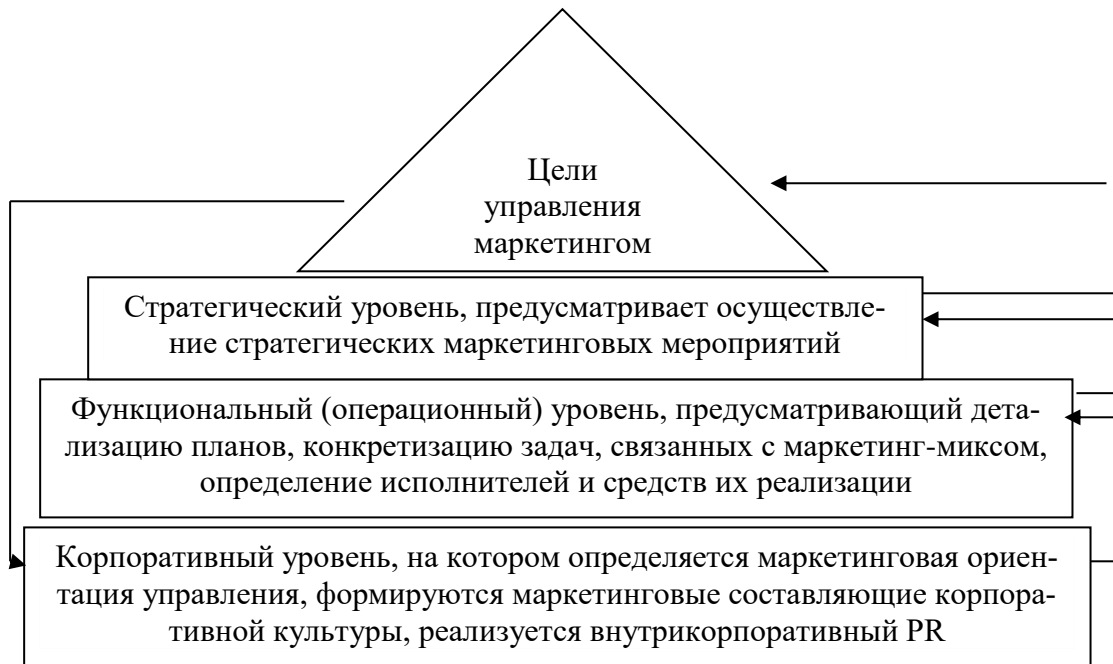 Цели
управления
маркетингом
Стратегический уровень, предусматривает осуществле-
ние стратегических маркетинговых мероприятий
Функциональный (операционный) уровень, предусматривающий дета-
лизацию планов, конкретизацию задач, связанных с маркетинг-миксом,
определение исполнителей и средств их реализации
Корпоративный уровень, на котором определяется маркетинговая ориен-
тация управления, формируются маркетинговые составляющие корпора-
тивной культуры, реализуется внутрикорпоративный PR